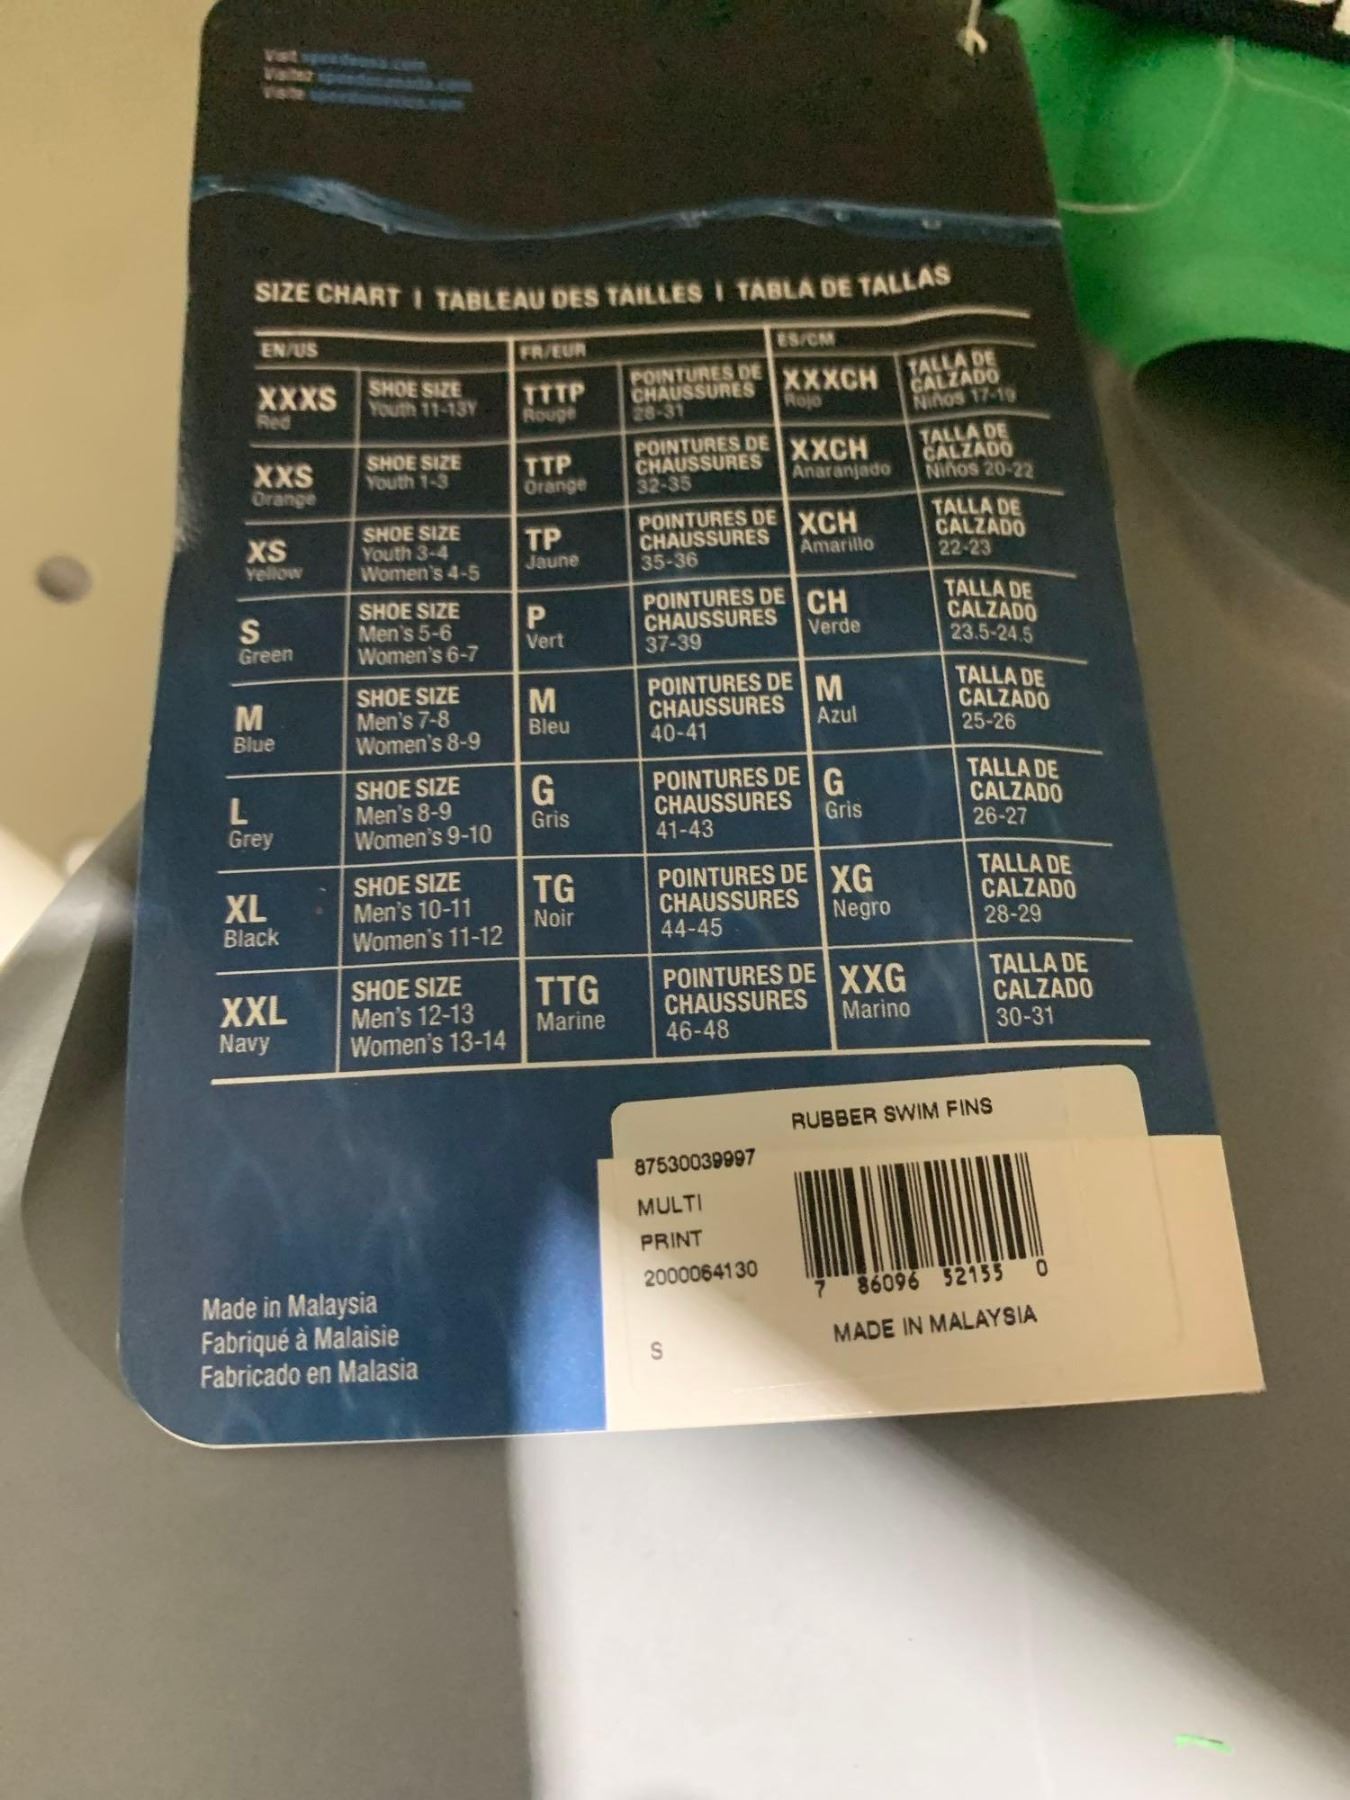 Visit
Visitez
Visite
SIZE CHART | TABLEAU DES TAILLES | TABLA DE TALLAS
EN/US FR/EUR ES/CM
XXXS
Red
SHOE SIZE
Youth 11-13Y
TTTP
Rouge
POINTURES DE
CHAUSSURES
28-31
XXXCH
Rojo
TALLA DE
CALZADO
Niños 17-19
XXS
Orange
SHOE SIZE
Youth 1-3
TTP
Orange
POINTURES DE
CHAUSSURES
32-35
XXCH
Anaranjado
TALLA DE
CALZADO
Niños 20-22
XS
Yellow
SHOE SIZE
Youth 3-4
Women's 4-5
TP
Jaune
POINTURES DE
CHAUSSURES
35-36
XCH
Amarillo
TALLA DE
CALZADO
22-23
S
Green
SHOE SIZE
Men's 5-6
Women's 6-7
P
Vert
POINTURES DE
CHAUSSURES
37-39
CH
Verde
TALLA DE
CALZADO
23.5-24.5
M
Blue
SHOE SIZE
Men's 7-8
Women's 8-9
M
Bleu
POINTURES DE
CHAUSSURES
40-41
M
Azul
TALLA DE
CALZADO
25-26
L
Grey
SHOE SIZE
Men's 8-9
Women's 9-10
G
Gris
POINTURES DE
CHAUSSURES
41-43
G
Gris
TALLA DE
CALZADO
26-27
XL
Black
SHOE SIZE
Men's 10-11
Women's 11-12
TG
Noir
POINTURES DE
CHAUSSURES
44-45
XG
Negro
TALLA DE
CALZADO
28-29
XXL
Navy
SHOE SIZE
Men's 12-13
Women's 13-14
TTG
Marine
POINTURES DE
CHAUSSURES
46-48
XXG
Marino
TALLA DE
CALZADO
30-31
RUBBER SWIM FINS
87530039997
MULTI
PRINT
2000064130
S
7 86096 52155 0
MADE IN MALAYSIA
Made in Malaysia
Fabriqué à Malaisie
Fabricado en Malasia